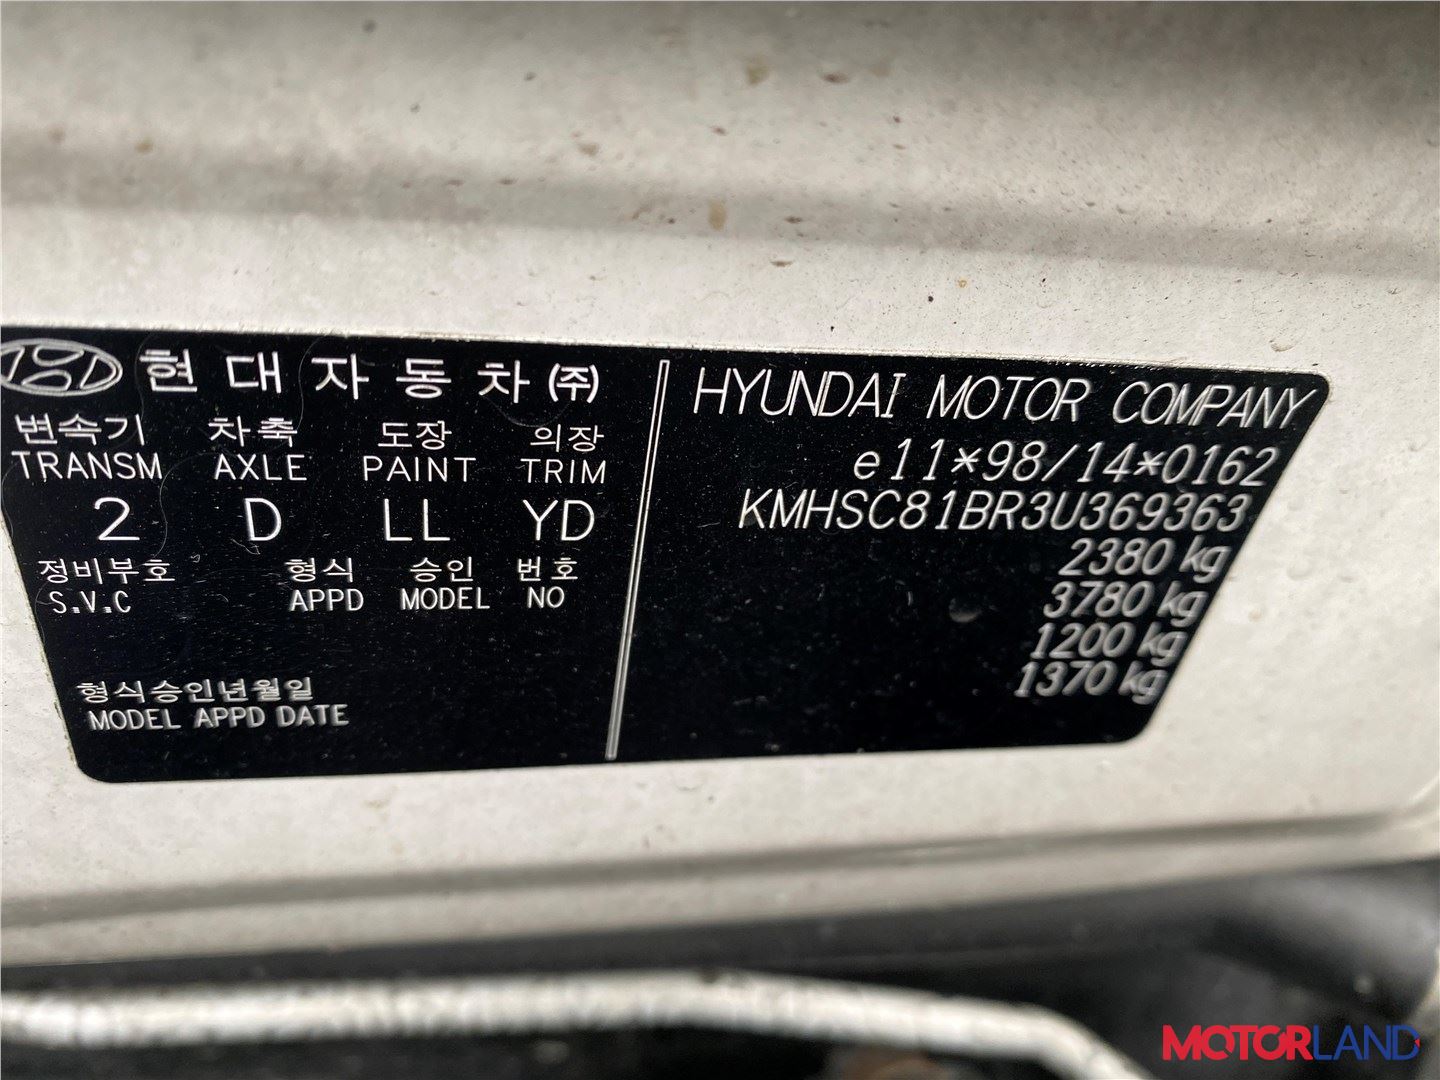 현대자동차(주)
변속기 차축 도장 의장
TRANSM AXLE PAINT TRIM
2 D LL YD
정비부호 형식 승인 번호
S.V.C APPD MODEL NO
형식승인년월일
MODEL APPD DATE
HYUNDAI MOTOR COMPANY
e11*98/14*0162
KMHSC81BR3U369363
2380 kg
3780 kg
1200 kg
1370 kg
MOTORLAND